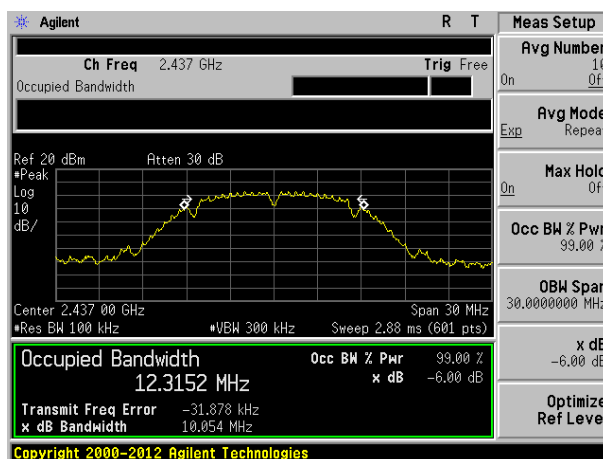 Agilent R T
Ch Freq 2.437 GHz Trig Free
Occupied Bandwidth
Ref 20 dBm Atten 30 dB
#Peak
Log
10
dB/
Center 2.437 00 GHz Span 30 MHz
#Res BW 100 kHz #VBW 300 kHz Sweep 2.88 ms (601 pts)
Occupied Bandwidth Occ BW % Pwr 99.00 %
12.3152 MHz x dB -6.00 dB
Transmit Freq Error -31.878 kHz
x dB Bandwidth 10.054 MHz
Copyright 2000-2012 Agilent Technologies
Meas Setup
Avg Number
10
On Of
Avg Mode
Exp Repea
Max Hold
On Of
Occ BW % Pwr
99.00 %
OBW Span
30.0000000 MHz
x dB
-6.00 dB
Optimize
Ref Leve